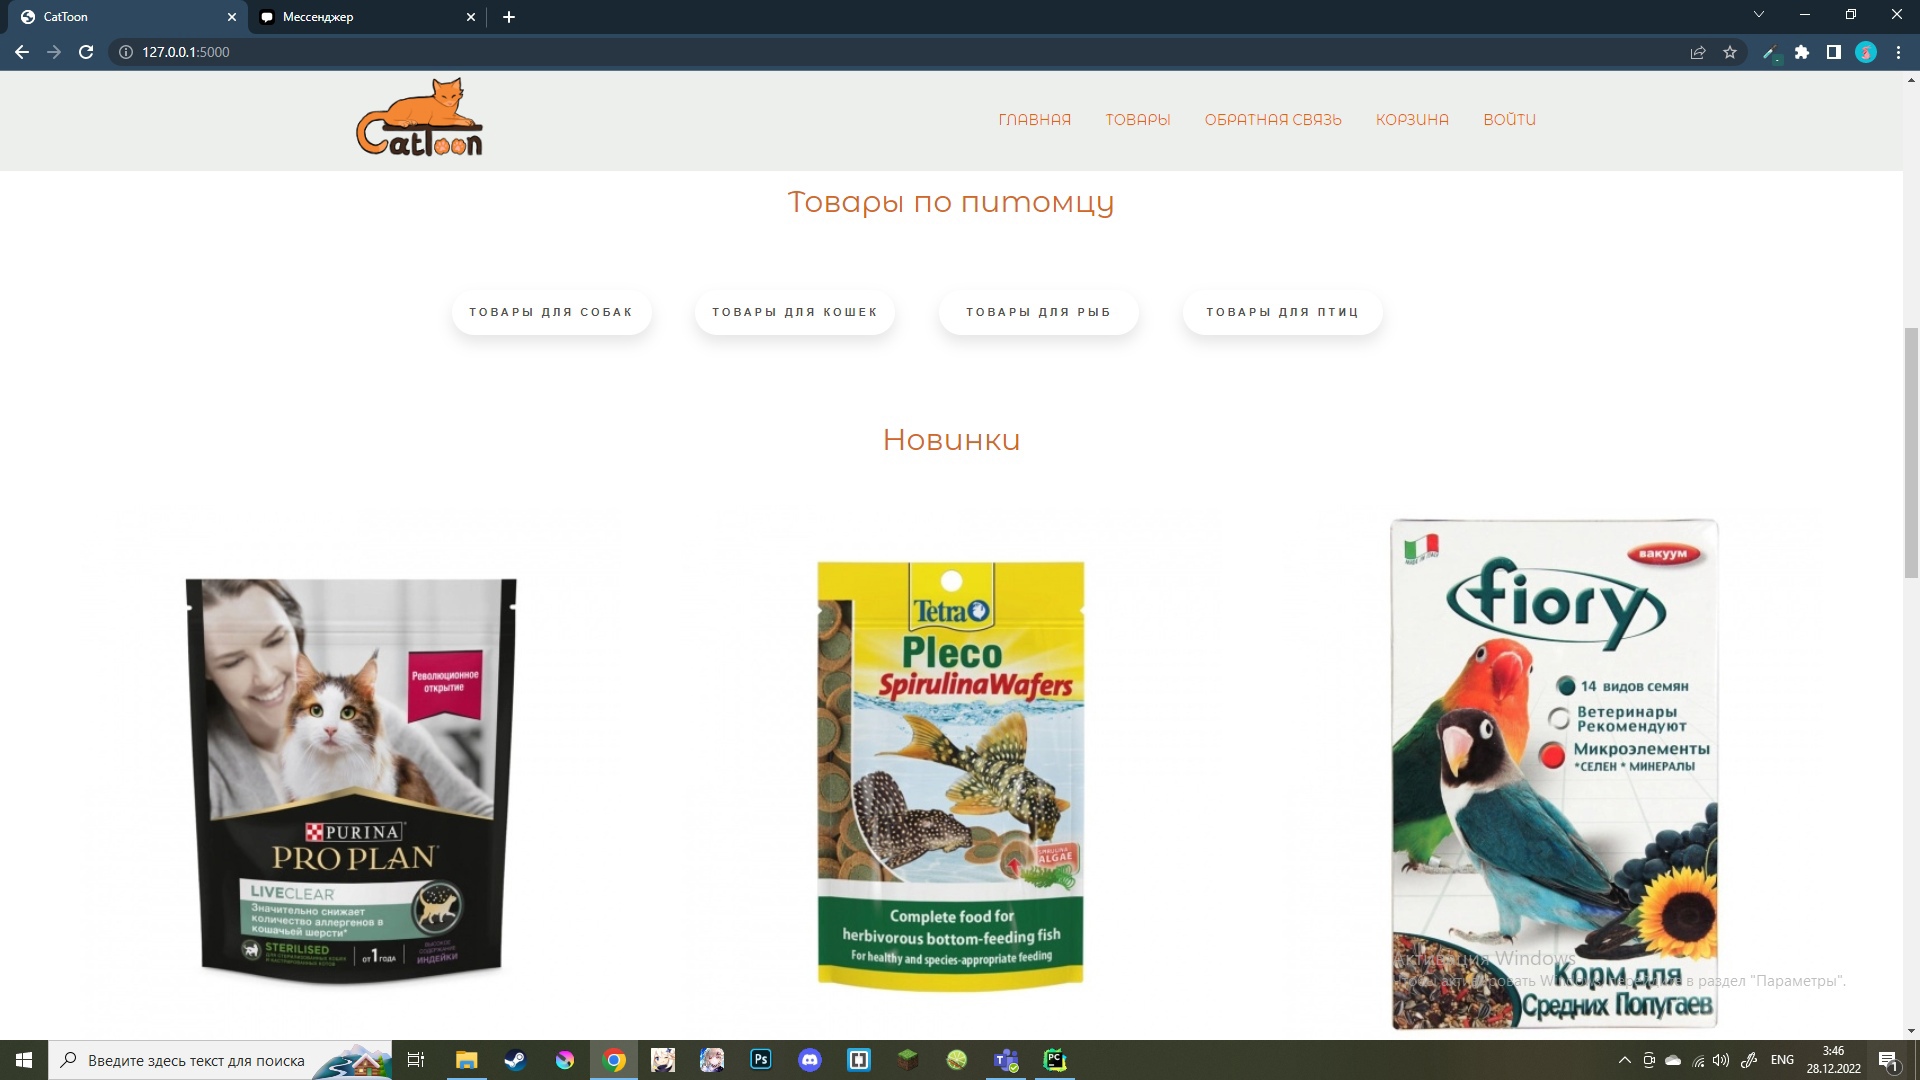 CatToon
Мессенджер
127.0.0.1:5000
CatToon
ГЛАВНАЯ
ТОВАРЫ
ОБРАТНАЯ СВЯЗЬ
КОРЗИНА
ВОЙТИ
Товары по питомцу
ТОВАРЫ ДЛЯ СОБАК
ТОВАРЫ ДЛЯ КОШЕК
ТОВАРЫ ДЛЯ РЫБ
ТОВАРЫ ДЛЯ ПТИЦ
Новинки
Революционное
открытие
PURINA
PRO PLAN
LIVECLEAR
Значительно снижает
количество аллергенов в
кошачьей шерсти*
STERILISED
от 1 года
ИНДЕЙКИ
Tetra
Pleco
SpirulinaWafers
ALGAE
Complete food for
herbivorous bottom-feeding fish
For healthy and species-appropriate feeding
вакуум
fiory
14 видов семян
Ветеринары
Рекомендуют
Микроэлементы
*СЕЛЕН * МИНЕРАЛЫ
Корм для
Средних Попугаев
Активация Windows
активировать Windows, перейдите в раздел "Параметры".
Введите здесь текст для поиска
Ps
PC
ENG
3:46
28.12.2022
1